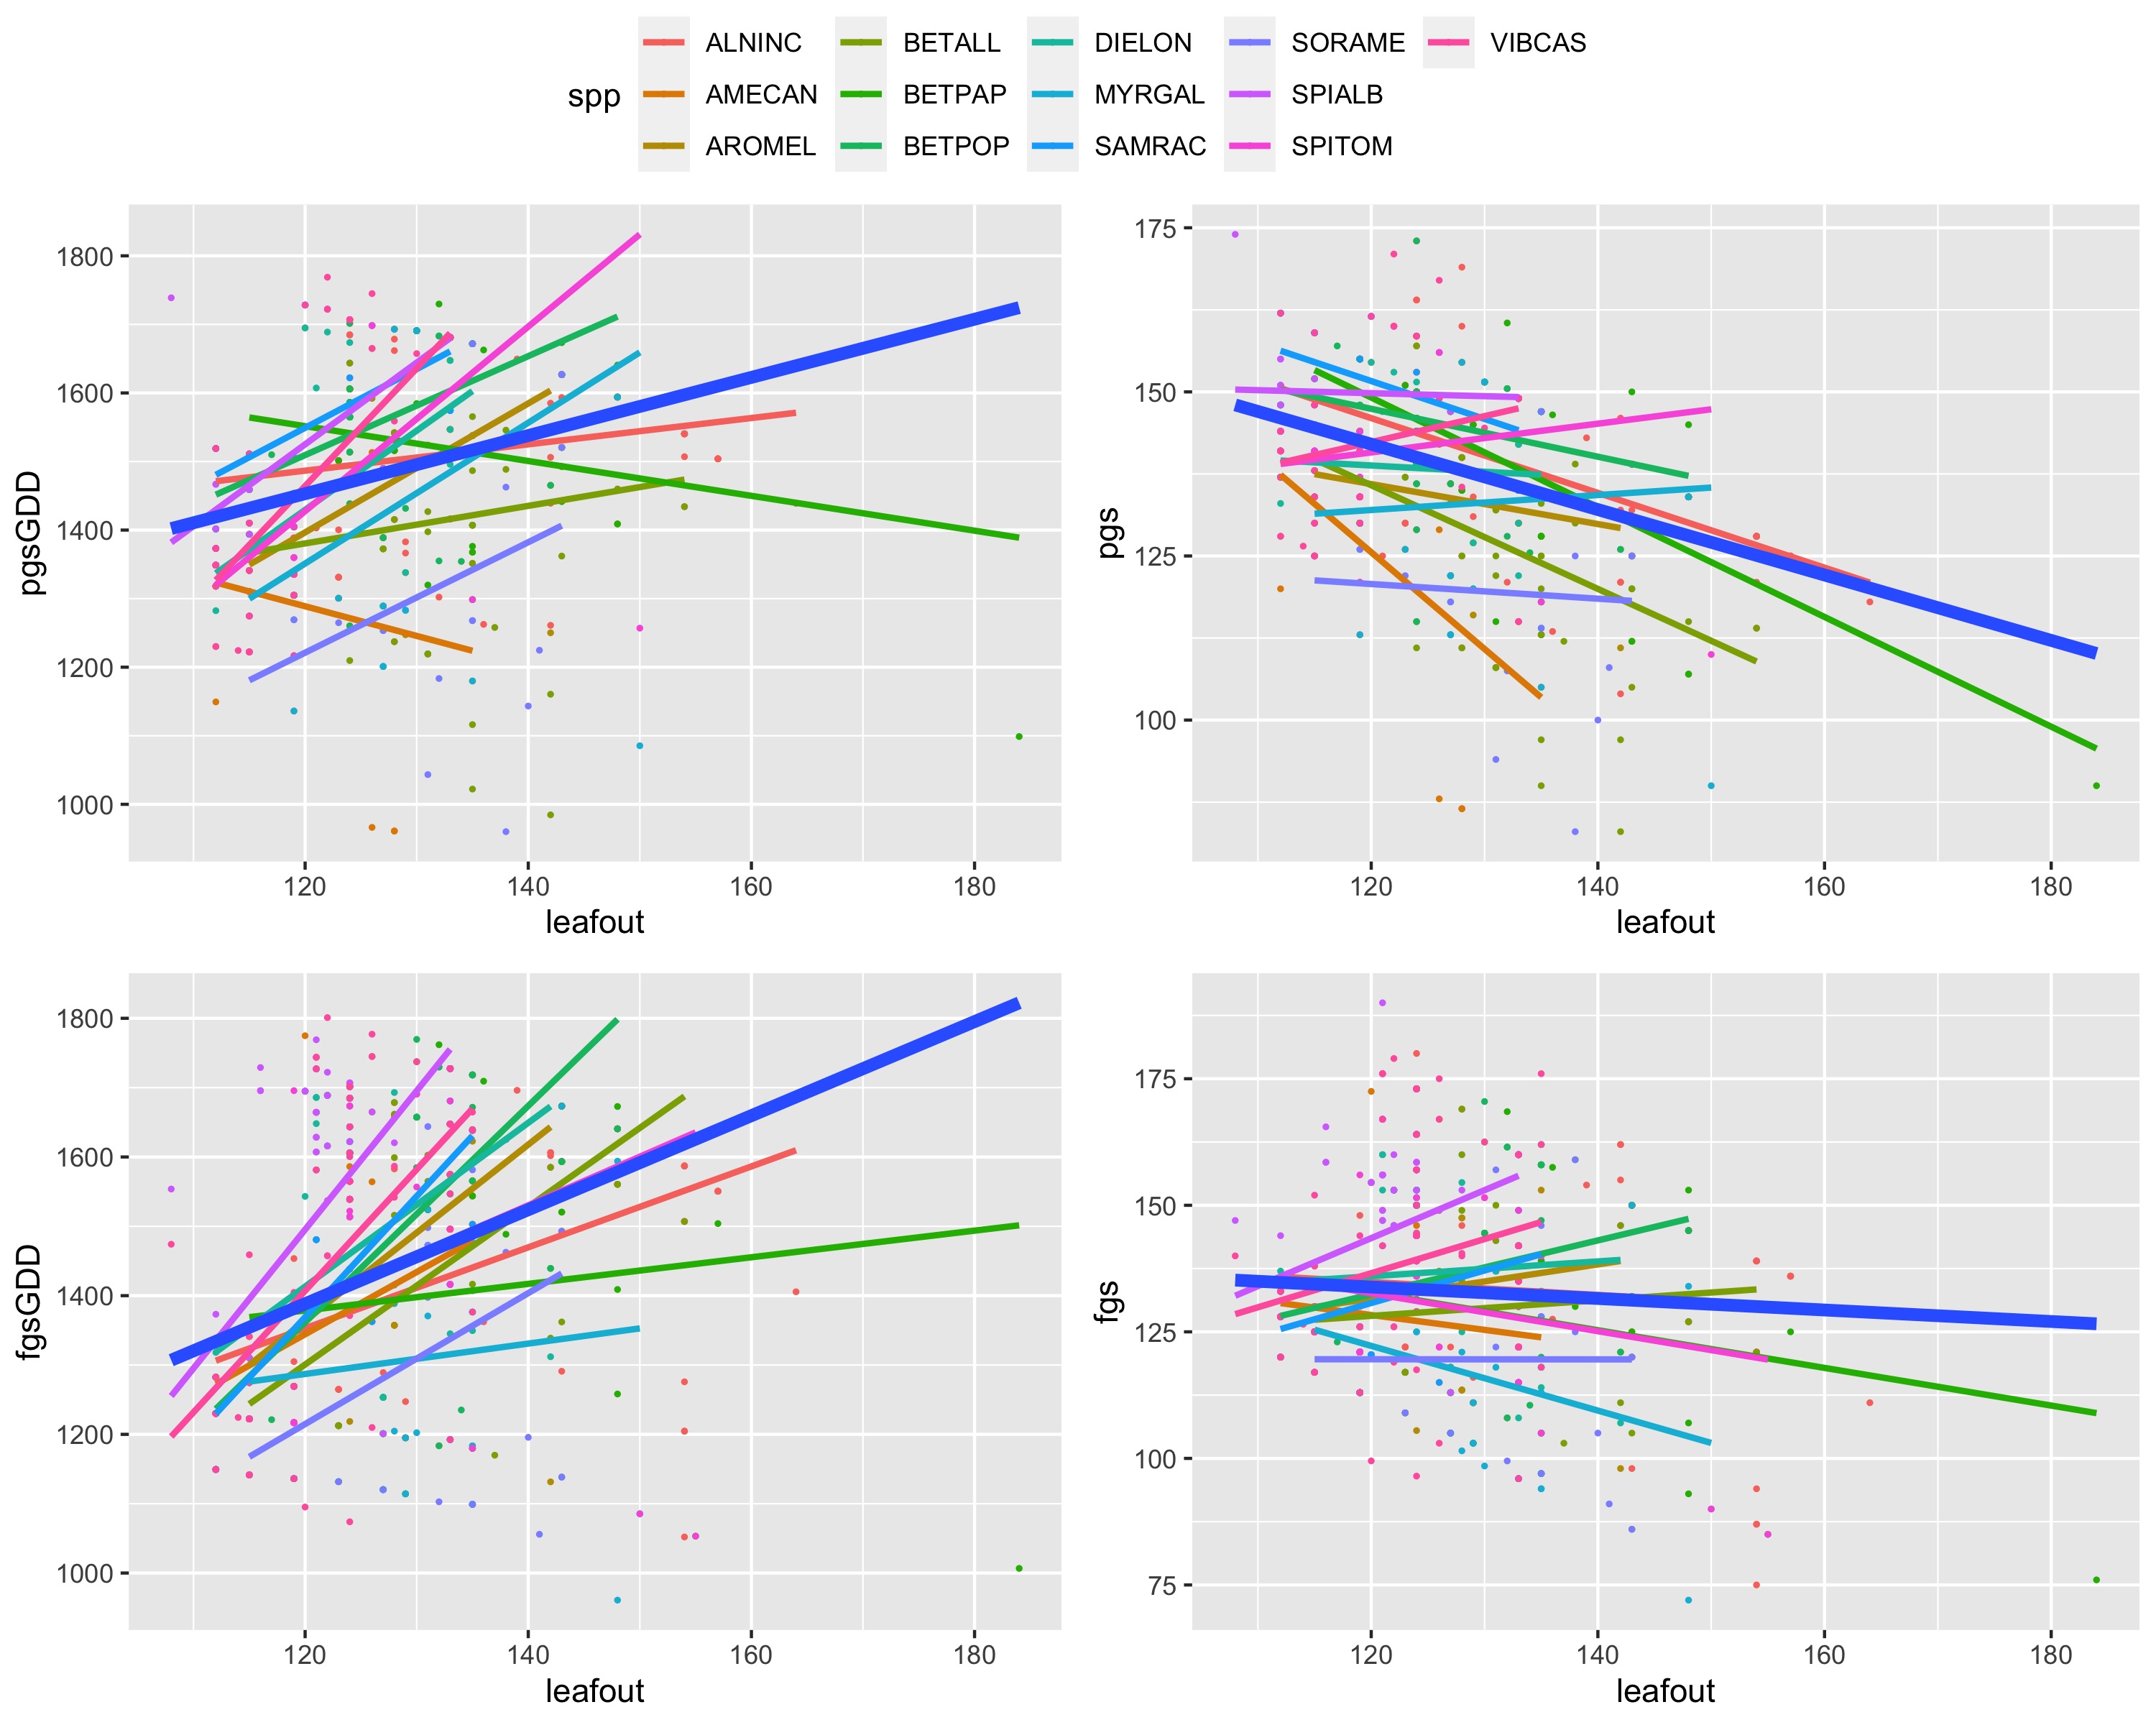 ALNINC BETALL DIELON SORAME VIBCAS
spp AMECAN BETPAP MYRGAL SPIALB
AROMEL BETPOP SAMRAC SPITOM
pgsGDD
1800
1600
1400
1200
1000
120 140 160 180
leafout
pgs
175
150
125
100
120 140 160 180
leafout
fgsGDD
1800
1600
1400
1200
1000
120 140 160 180
leafout
fgs
175
150
125
100
75
120 140 160 180
leafout